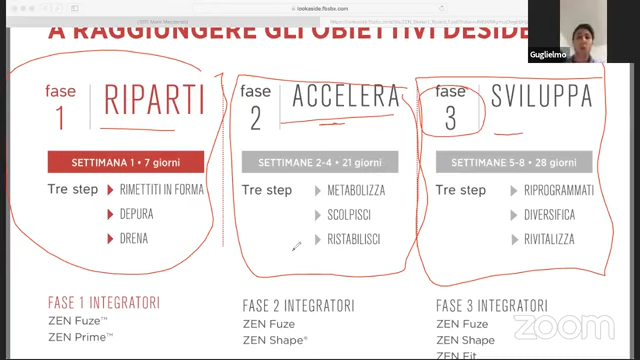 lookaside.fbsbx.com
A RAGGIUNGERE GLI OBIETTIVI DESIDE
Guglielmo
fase
1
RIPARTI
SETTIMANA 1 • 7 giorni
Tre step
RIMETTITI IN FORMA
DEPURA
DRENA
FASE 1 INTEGRATORI
ZEN Fuze™
ZEN Prime™
fase
2
ACCELERA
SETTIMANE 2-4 • 21 giorni
Tre step
METABOLIZZA
SCOLPISCI
RISTABILISCI
FASE 2 INTEGRATORI
ZEN Fuze
ZEN Shape®
fase
3
SVILUPPA
SETTIMANE 5-8 • 28 giorni
Tre step
RIPROGRAMMATI
DIVERSIFICA
RIVITALIZZA
FASE 3 INTEGRATORI
ZEN Fuze
ZEN Shape
ZEN Fit
zoom